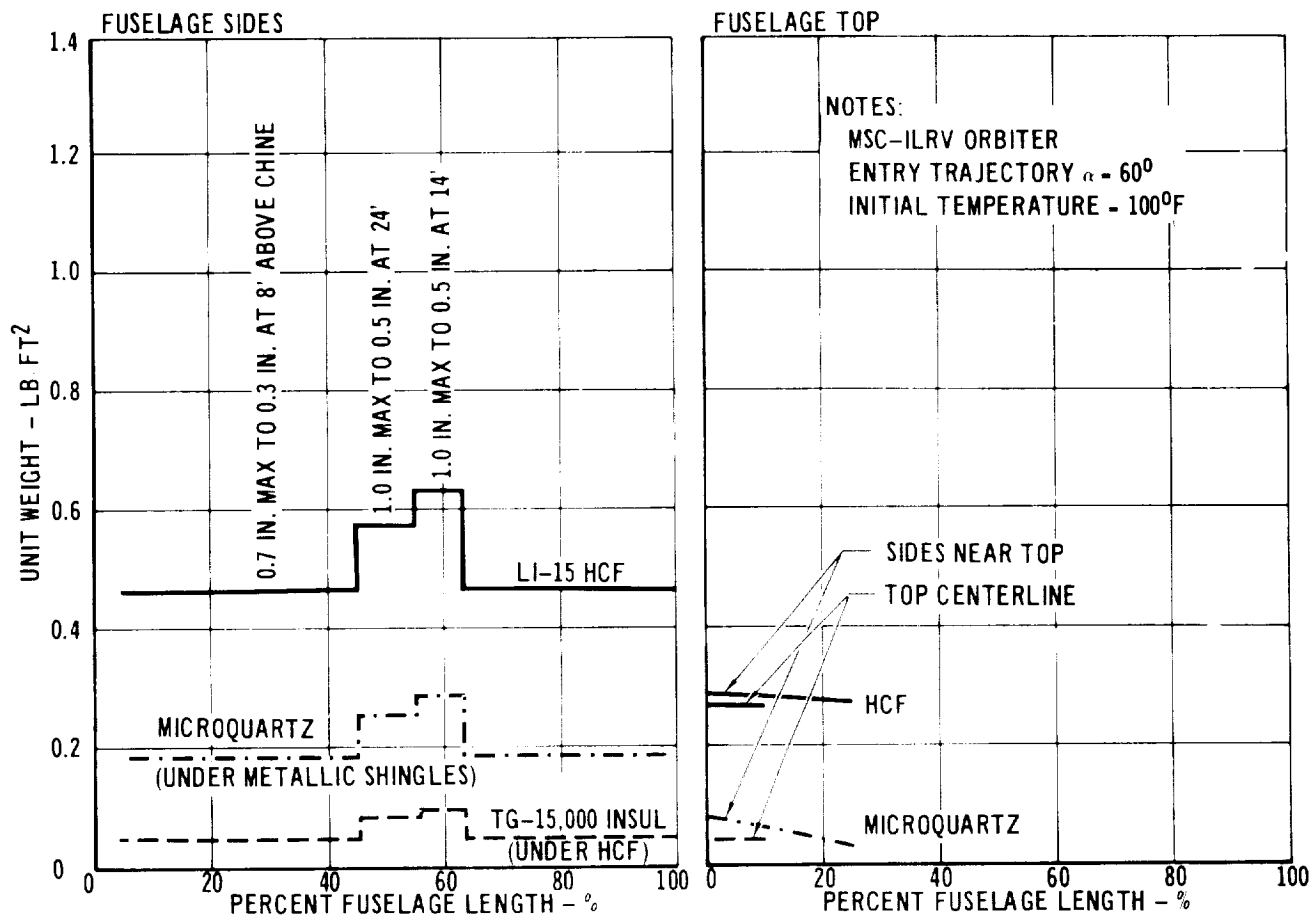 FUSELAGE SIDES
1.4
1.2
1.0
0.8
0.6
0.4
0.2
0
UNIT WEIGHT – LB FT²
0.7 IN. MAX TO 0.3 IN. AT 8' ABOVE CHINE
1.0 IN. MAX TO 0.5 IN. AT 24'
1.0 IN. MAX TO 0.5 IN. AT 14'
LI-15 HCF
MICROQUARTZ
(UNDER METALLIC SHINGLES)
TG-15,000 INSUL
(UNDER HCF)
0 20 40 60 80 100
PERCENT FUSELAGE LENGTH – %
FUSELAGE TOP
NOTES:
MSC-ILRV ORBITER
ENTRY TRAJECTORY α - 60⁰
INITIAL TEMPERATURE - 100⁰F
SIDES NEAR TOP
TOP CENTERLINE
HCF
MICROQUARTZ
0 20 40 60 80 100
PERCENT FUSELAGE LENGTH – %